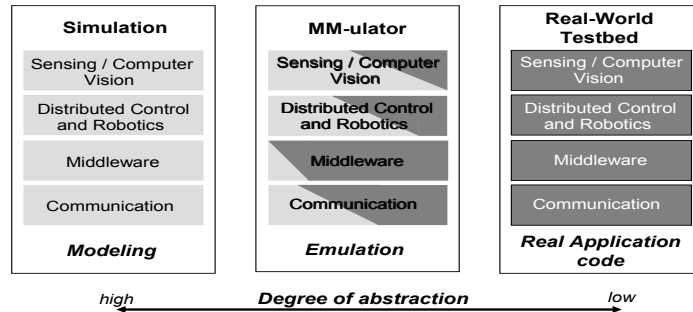 Simulation
Sensing / Computer
Vision
Distributed Control
and Robotics
Middleware
Communication
Modeling
MM-ulator
Sensing / Computer
Vision
Distributed Control
and Robotics
Middleware
Communication
Emulation
Real-World
Testbed
Sensing / Computer
Vision
Distributed Control
and Robotics
Middleware
Communication
Real Application
code
high
Degree of abstraction
low